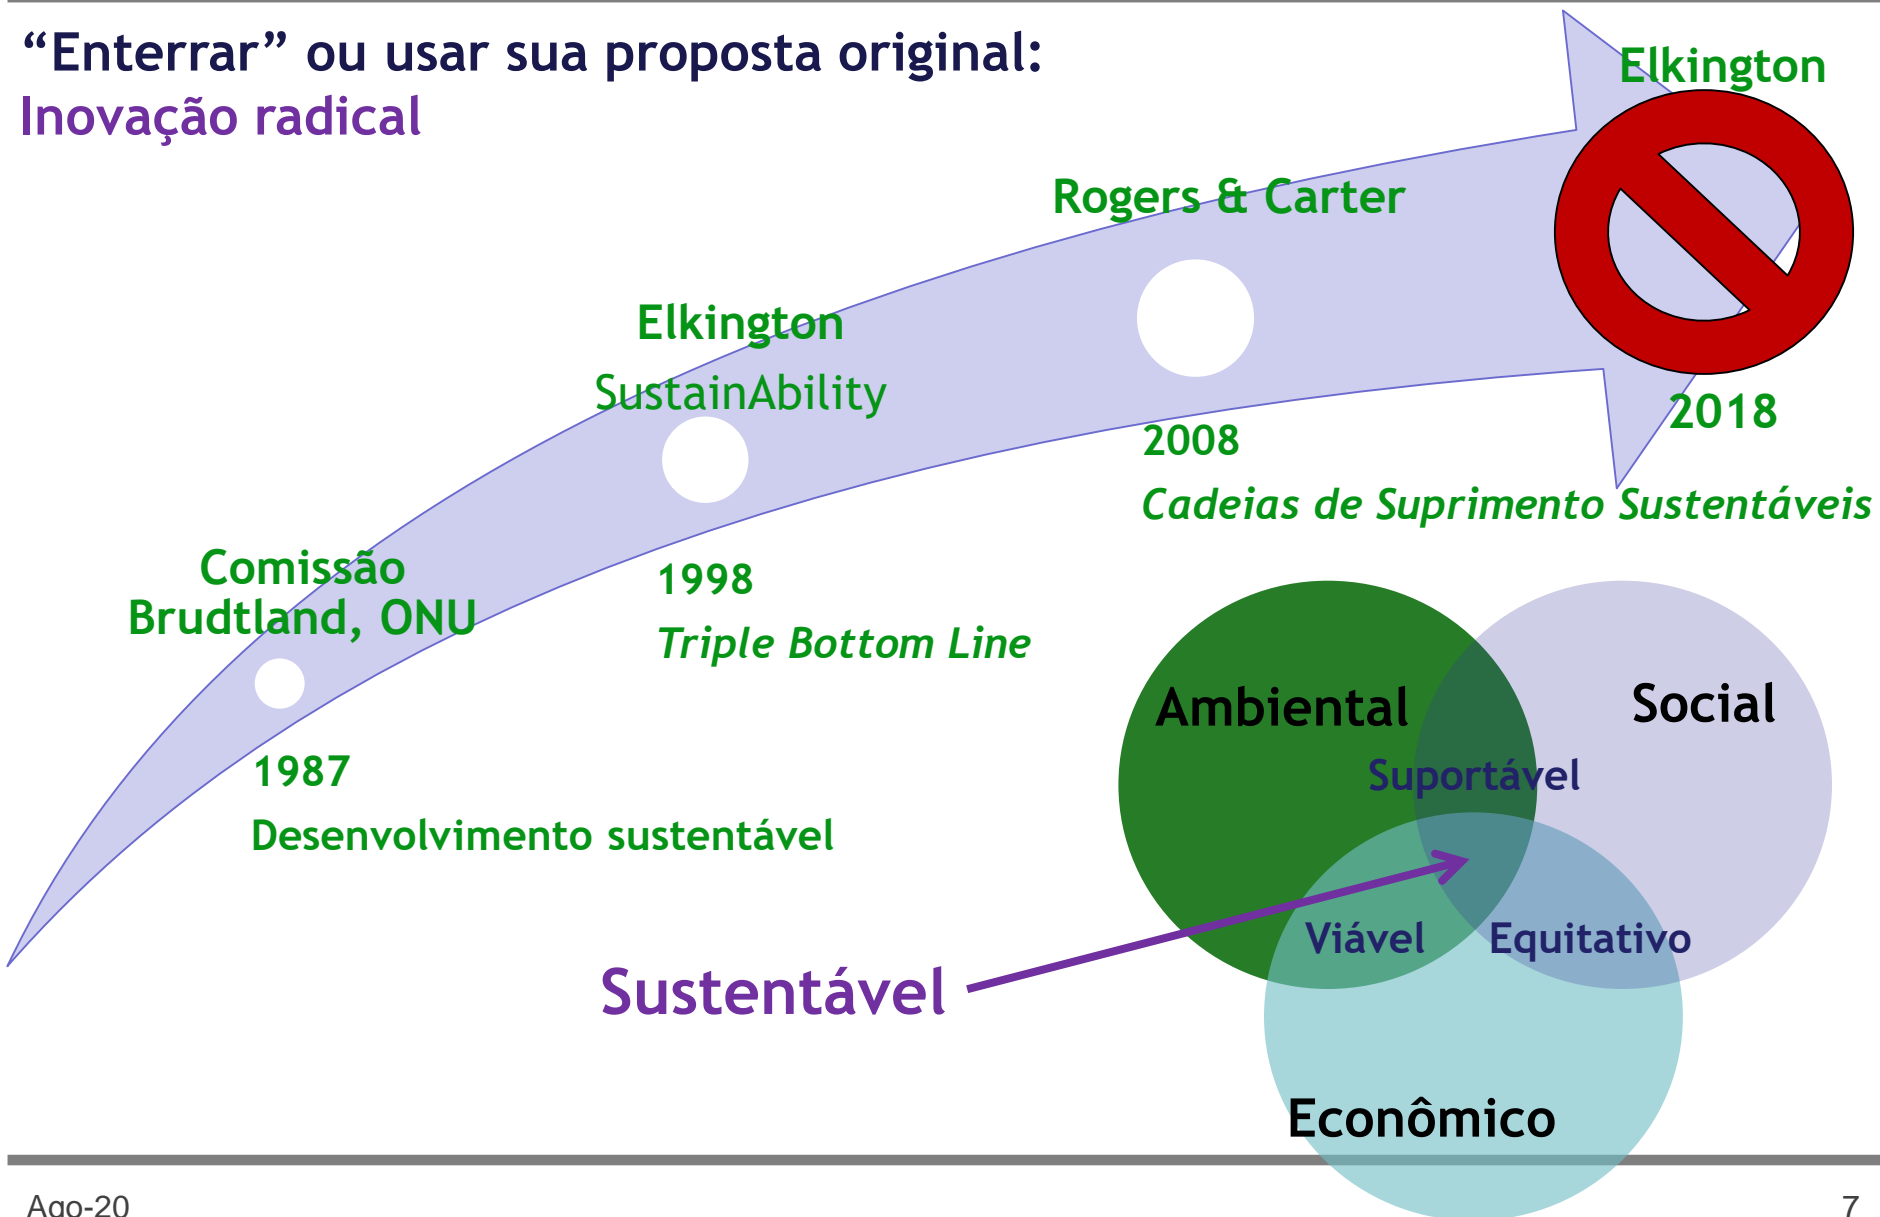 “Enterrar” ou usar sua proposta original:
Inovação radical
Elkington
Rogers & Carter
Elkington
SustainAbility
2018
2008
Cadeias de Suprimento Sustentáveis
Comissão
Brudtland, ONU
1998
Triple Bottom Line
1987
Desenvolvimento sustentável
Ambiental
Social
Suportável
Viável
Equitativo
Sustentável
Econômico
Ago-20
7